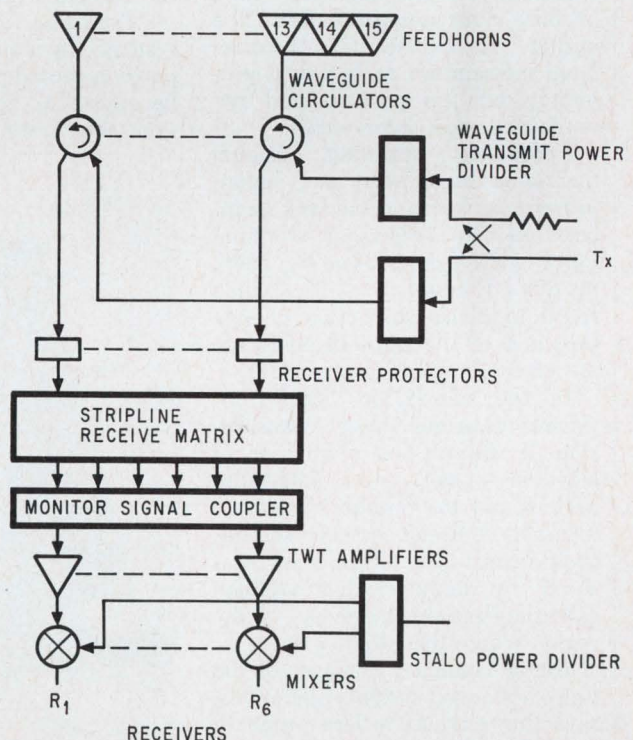 1 13 14 15 FEEDHORNS
WAVEGUIDE
CIRCULATORS
WAVEGUIDE
TRANSMIT POWER
DIVIDER
Tx
RECEIVER PROTECTORS
STRIPLINE
RECEIVE MATRIX
MONITOR SIGNAL COUPLER
TWT AMPLIFIERS
STALO POWER DIVIDER
MIXERS
R1 R6
RECEIVERS